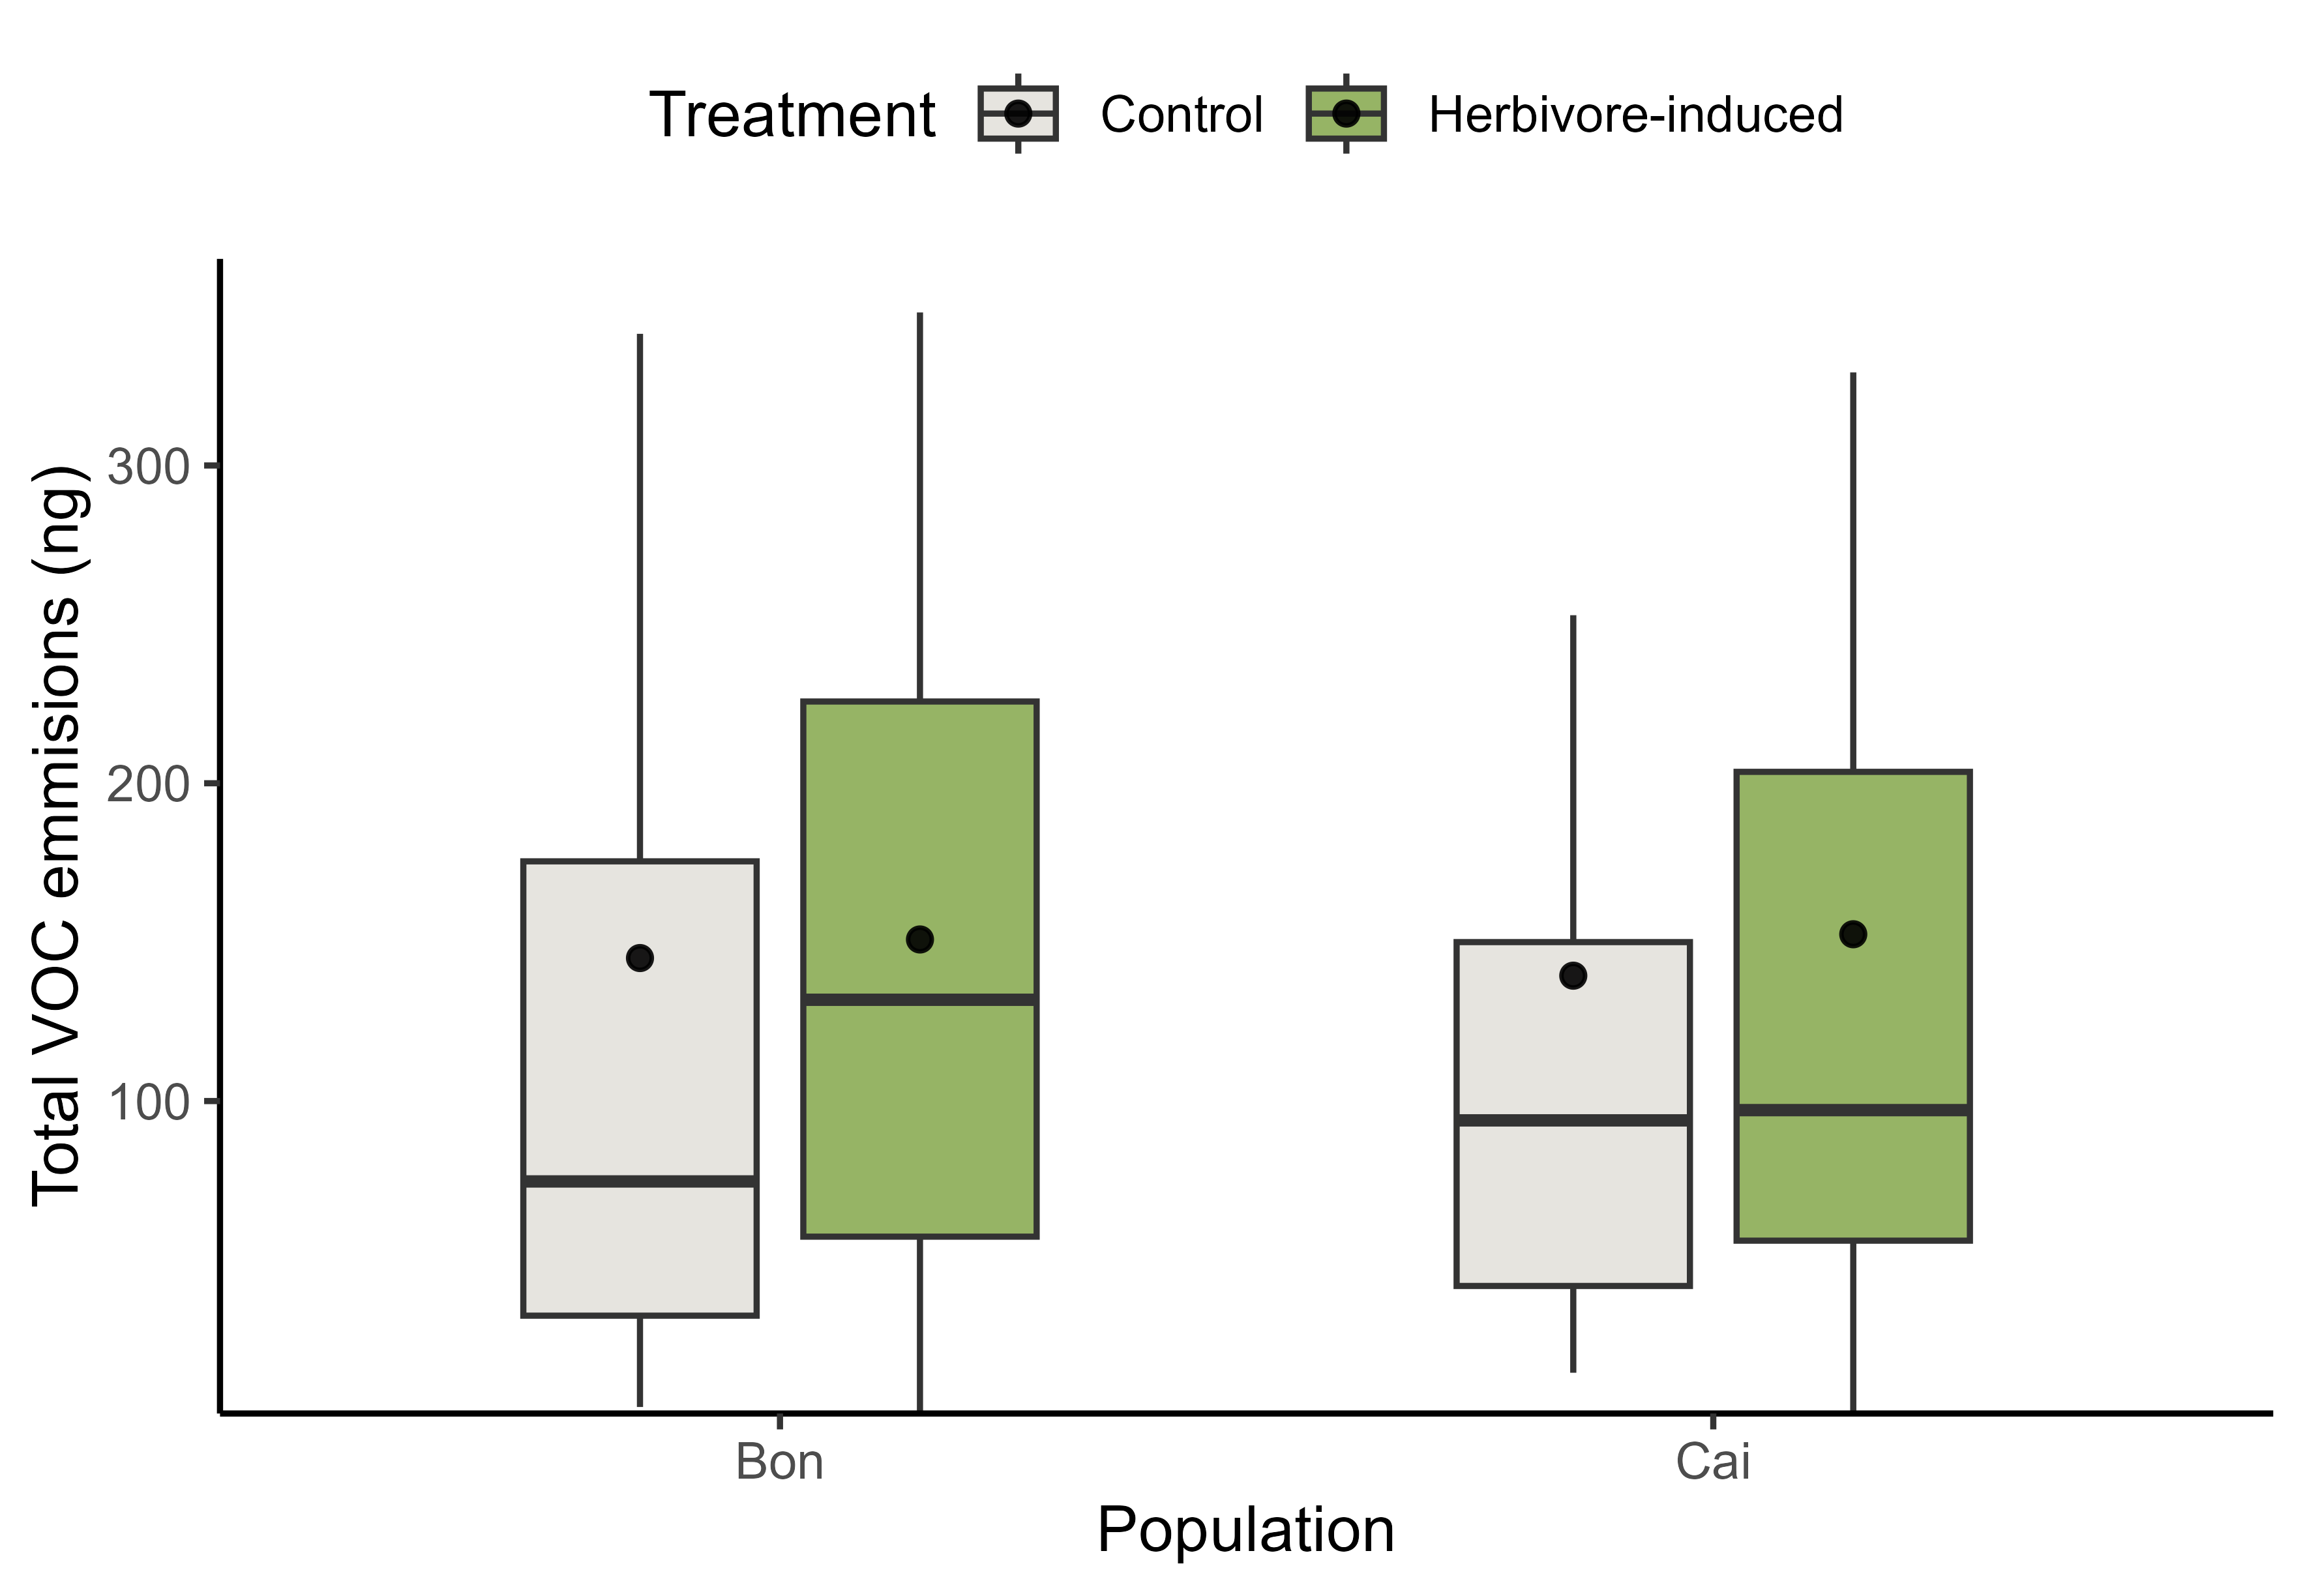 Treatment Control Herbivore-induced
Total VOC emmisions (ng)
300
200
100
Bon Cai
Population